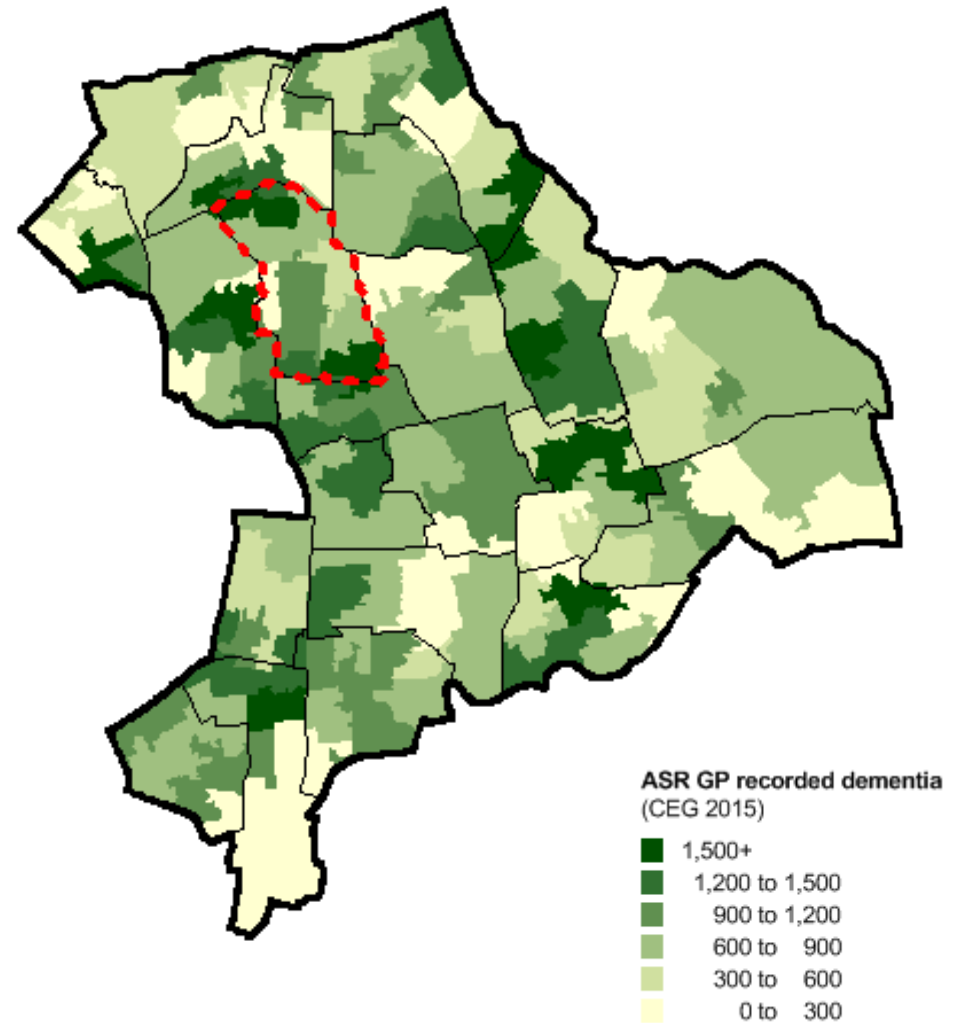 ASR GP recorded dementia
(CEG 2015)
1,500+
1,200 to 1,500
900 to 1,200
600 to 900
300 to 600
0 to 300